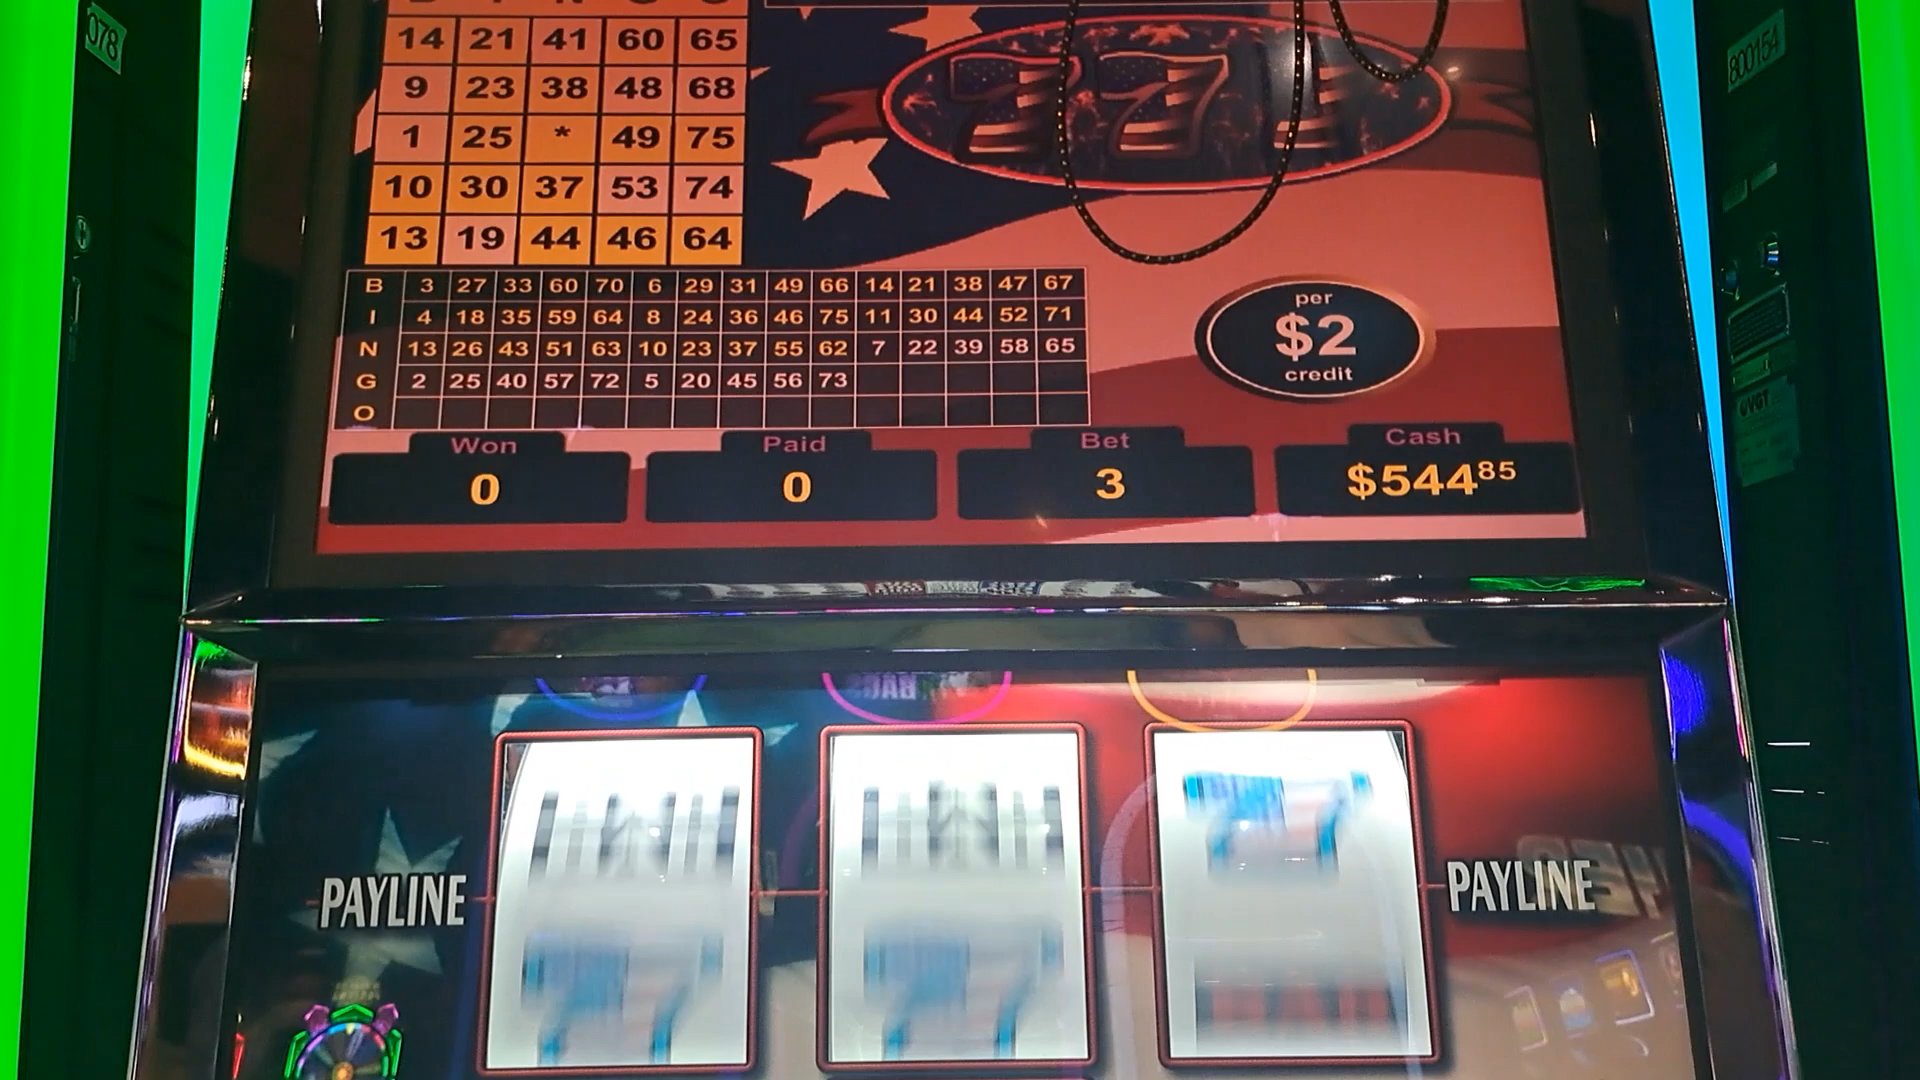 078
800154
14 21 41 60 65
9 23 38 48 68
1 25 * 49 75
10 30 37 53 74
13 19 44 46 64
777
B 3 27 33 60 70 6 29 31 49 66 14 21 38 47 67
I 4 18 35 59 64 8 24 36 46 75 11 30 44 52 71
N 13 26 43 51 63 10 23 37 55 62 7 22 39 58 65
G 2 25 40 57 72 5 20 45 56 73
O
per
$2
credit
Won Paid Bet Cash
0 0 3 $54485
VGT
PAYLINE PAYLINE